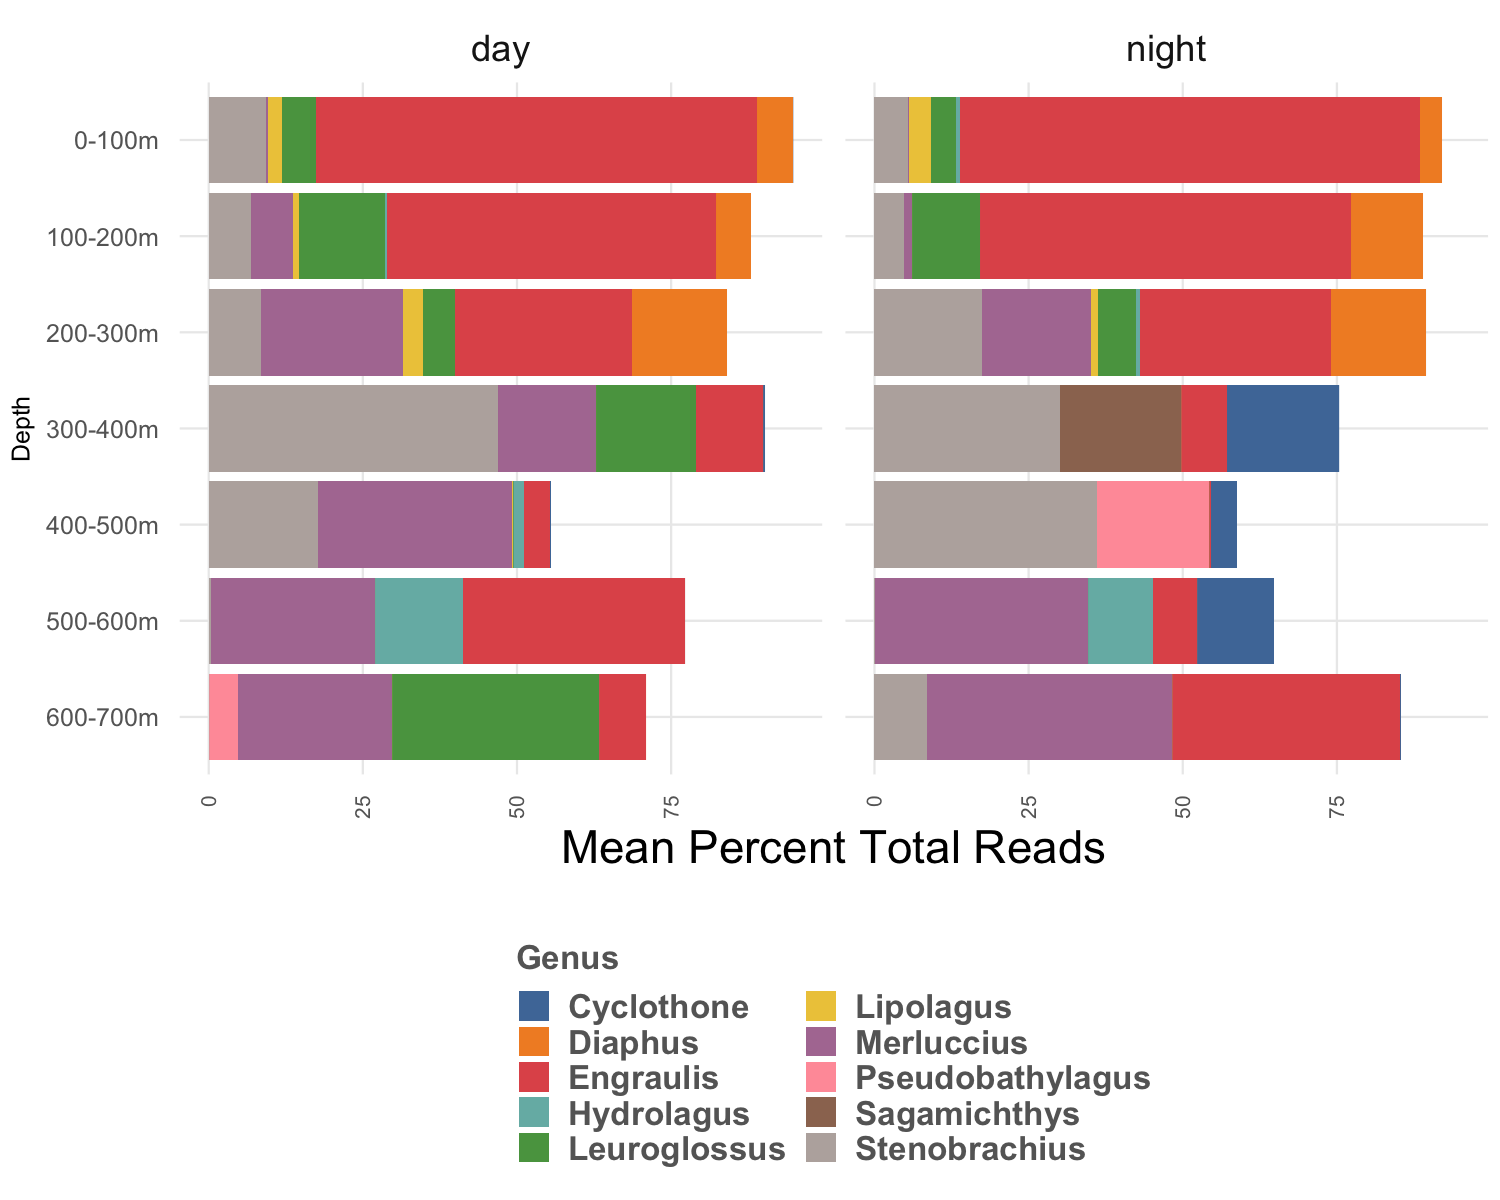 day night
0-100m
100-200m
200-300m
300-400m
400-500m
500-600m
600-700m
Depth
0 25 50 75 0 25 50 75
Mean Percent Total Reads
Genus
Cyclothone Lipolagus
Diaphus Merluccius
Engraulis Pseudobathylagus
Hydrolagus Sagamichthys
Leuroglossus Stenobrachius